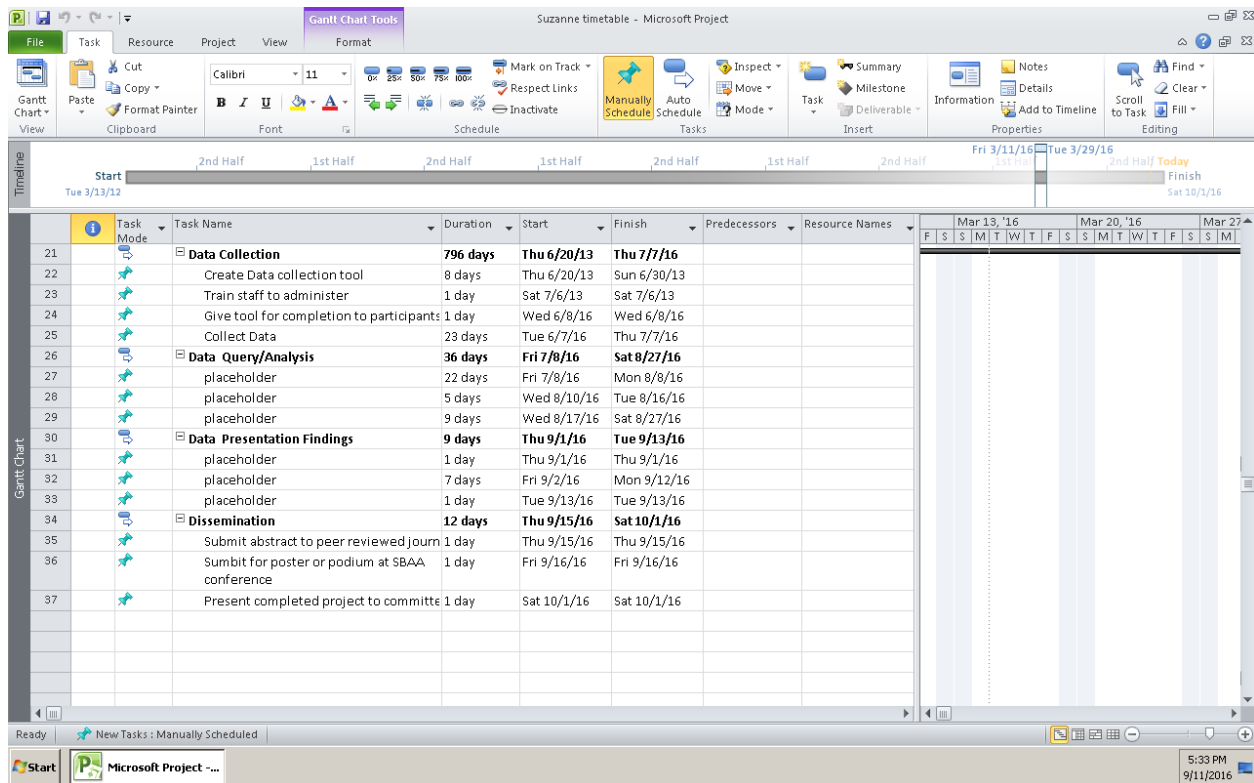 Gantt Chart Tools
Suzanne timetable - Microsoft Project
File Task Resource Project View Format
Gantt Chart
View
Paste
Cut
Copy
Format Painter
Clipboard
Calibri 11
B I U A
Font
0% 25% 50% 75% 100%
Mark on Track
Respect Links
Inactivate
Schedule
Manually Schedule
Auto Schedule
Inspect
Move
Mode
Tasks
Task
Summary
Milestone
Deliverable
Insert
Information
Notes
Details
Add to Timeline
Properties
Scroll to Task
Find
Clear
Fill
Editing
Timeline
Fri 3/11/16 Tue 3/29/16
2nd Half 1st Half 2nd Half 1st Half 2nd Half 1st Half 2nd Half 1st Half 2nd Half Today
Start
Tue 3/13/12
Finish
Sat 10/1/16
Task Mode Task Name Duration Start Finish Predecessors Resource Names
Mar 13, '16 Mar 20, '16 Mar 27
F S S M T W T F S S M T W T F S S M
21 Data Collection 796 days Thu 6/20/13 Thu 7/7/16
22 Create Data collection tool 8 days Thu 6/20/13 Sun 6/30/13
23 Train staff to administer 1 day Sat 7/6/13 Sat 7/6/13
24 Give tool for completion to participants 1 day Wed 6/8/16 Wed 6/8/16
25 Collect Data 23 days Tue 6/7/16 Thu 7/7/16
26 Data Query/Analysis 36 days Fri 7/8/16 Sat 8/27/16
27 placeholder 22 days Fri 7/8/16 Mon 8/8/16
28 placeholder 5 days Wed 8/10/16 Tue 8/16/16
29 placeholder 9 days Wed 8/17/16 Sat 8/27/16
30 Data Presentation Findings 9 days Thu 9/1/16 Tue 9/13/16
31 placeholder 1 day Thu 9/1/16 Thu 9/1/16
32 placeholder 7 days Fri 9/2/16 Mon 9/12/16
33 placeholder 1 day Tue 9/13/16 Tue 9/13/16
34 Dissemination 12 days Thu 9/15/16 Sat 10/1/16
35 Submit abstract to peer reviewed journ 1 day Thu 9/15/16 Thu 9/15/16
36 Sumbit for poster or podium at SBAA 1 day Fri 9/16/16 Fri 9/16/16
conference
37 Present completed project to committe 1 day Sat 10/1/16 Sat 10/1/16
Gantt Chart
Ready New Tasks : Manually Scheduled
Start Microsoft Project -...
5:33 PM
9/11/2016